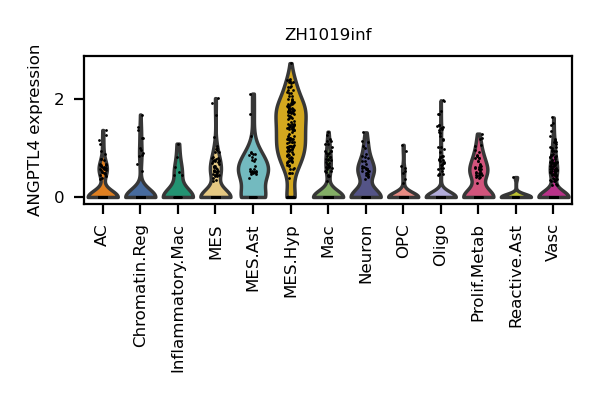 ZH1019inf
ANGPTL4 expression
2
0
AC
Chromatin.Reg
Inflammatory.Mac
MES
MES.Ast
MES.Hyp
Mac
Neuron
OPC
Oligo
Prolif.Metab
Reactive.Ast
Vasc